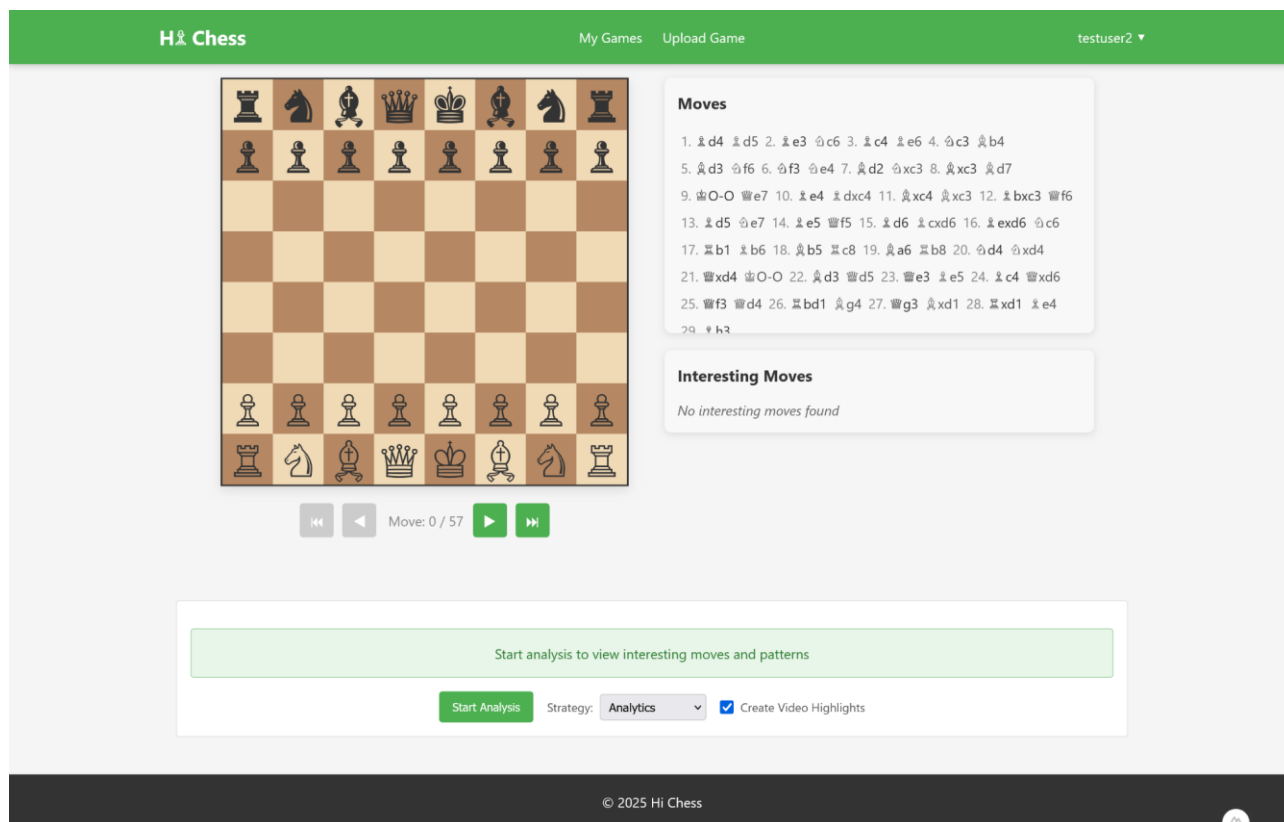 H♗ Chess
My Games Upload Game
testuser2 ▼
Moves
1. ♗d4 ♗d5 2. ♗e3 ♘c6 3. ♗c4 ♗e6 4. ♘c3 ♗b4
5. ♗d3 ♘f6 6. ♘f3 ♘e4 7. ♗d2 ♘xc3 8. ♗xc3 ♗d7
9. ♔O-O ♕e7 10. ♙e4 ♙dxc4 11. ♗xc4 ♗xc3 12. ♙bxc3 ♕f6
13. ♙d5 ♘e7 14. ♙e5 ♕f5 15. ♙d6 ♙cxd6 16. ♙exd6 ♘c6
17. ♖b1 ♙b6 18. ♗b5 ♖c8 19. ♗a6 ♖b8 20. ♘d4 ♘xd4
21. ♕xd4 ♔O-O 22. ♗d3 ♕d5 23. ♕e3 ♙e5 24. ♙c4 ♕xd6
25. ♕f3 ♕d4 26. ♖bd1 ♗g4 27. ♕g3 ♗xd1 28. ♖xd1 ♙e4
29. ♙h3
Interesting Moves
No interesting moves found
Move: 0 / 57
Start analysis to view interesting moves and patterns
Start Analysis Strategy: Analytics Create Video Highlights
© 2025 Hi Chess